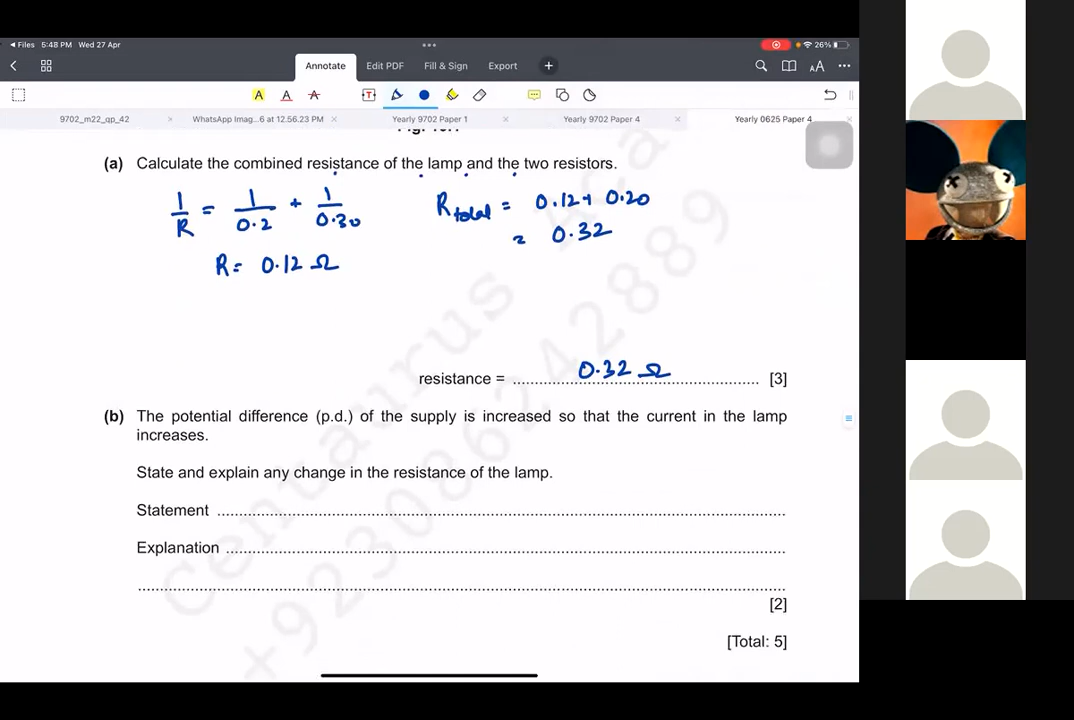 Files 5:48 PM Wed 27 Apr 26%
Annotate Edit PDF Fill & Sign Export
AA
9702_m22_qp_42 WhatsApp Imag...6 at 12.56.23 PM Yearly 9702 Paper 1 Yearly 9702 Paper 4 Yearly 0625 Paper 4
(a) Calculate the combined resistance of the lamp and the two resistors.
1/R = 1/0.2 + 1/0.30
R = 0.12 Ω
R total = 0.12 + 0.20
= 0.32
resistance = 0.32 Ω [3]
(b) The potential difference (p.d.) of the supply is increased so that the current in the lamp
increases.
State and explain any change in the resistance of the lamp.
Statement ..........
Explanation ..........
..........
[2]
[Total: 5]
+923086242889